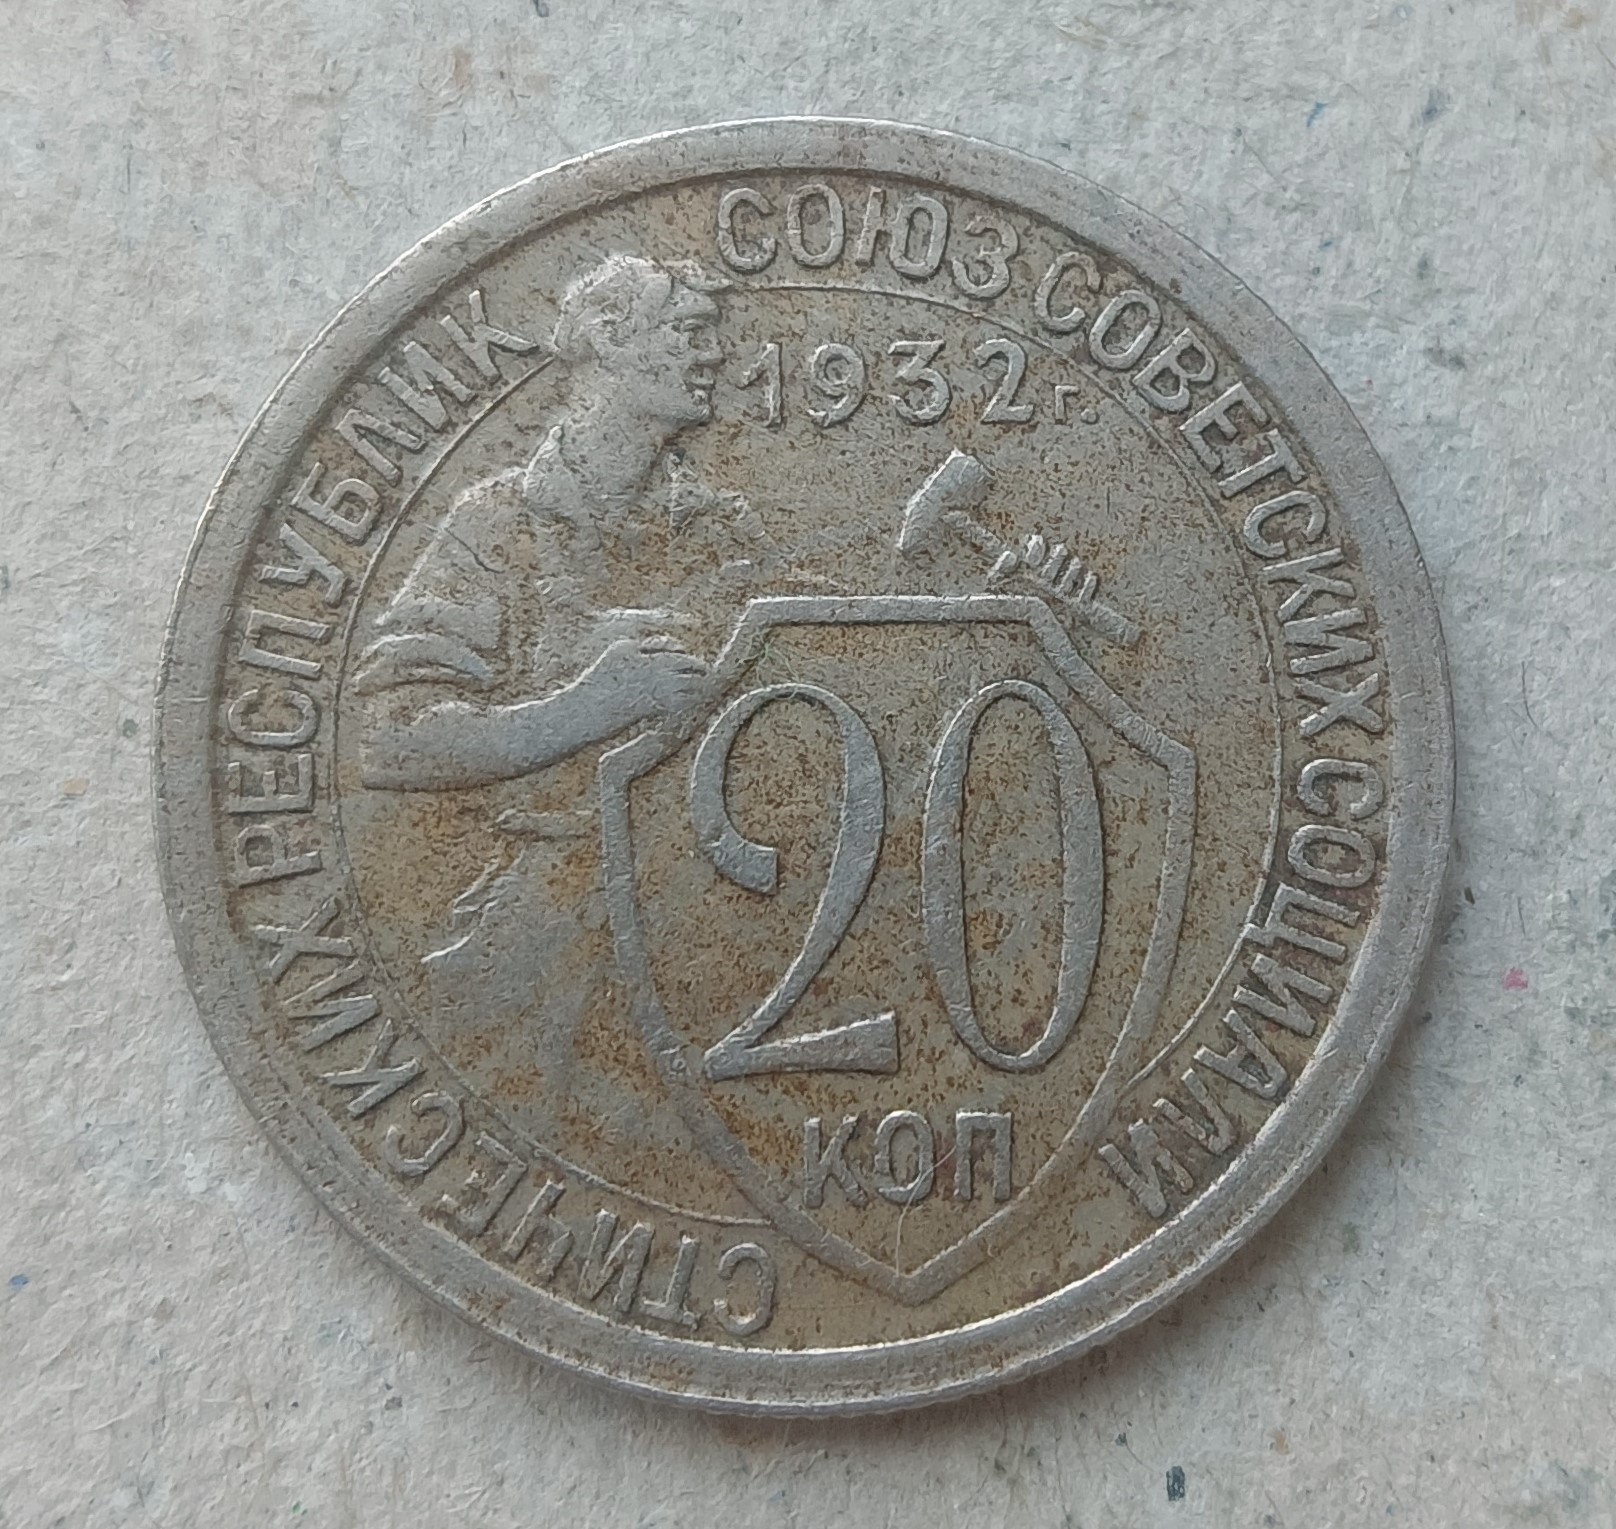 СОЮЗ СОВЕТСКИХ СОЦИАЛИСТИЧЕСКИХ РЕСПУБЛИК
1932 г.
20
КОП